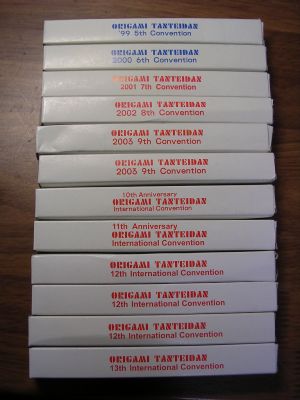 ORIGAMI TANTEIDAN
'99 5th Convention
ORIGAMI TANTEIDAN
2000 6th Convention
ORIGAMI TANTEIDAN
2001 7th Convention
ORIGAMI TANTEIDAN
2002 8th Convention
ORIGAMI TANTEIDAN
2003 9th Convention
ORIGAMI TANTEIDAN
2003 9th Convention
10th Anniversary
ORIGAMI TANTEIDAN
International Convention
11th Anniversary
ORIGAMI TANTEIDAN
International Convention
ORIGAMI TANTEIDAN
12th International Convention
ORIGAMI TANTEIDAN
12th International Convention
ORIGAMI TANTEIDAN
12th International Convention
ORIGAMI TANTEIDAN
13th International Convention